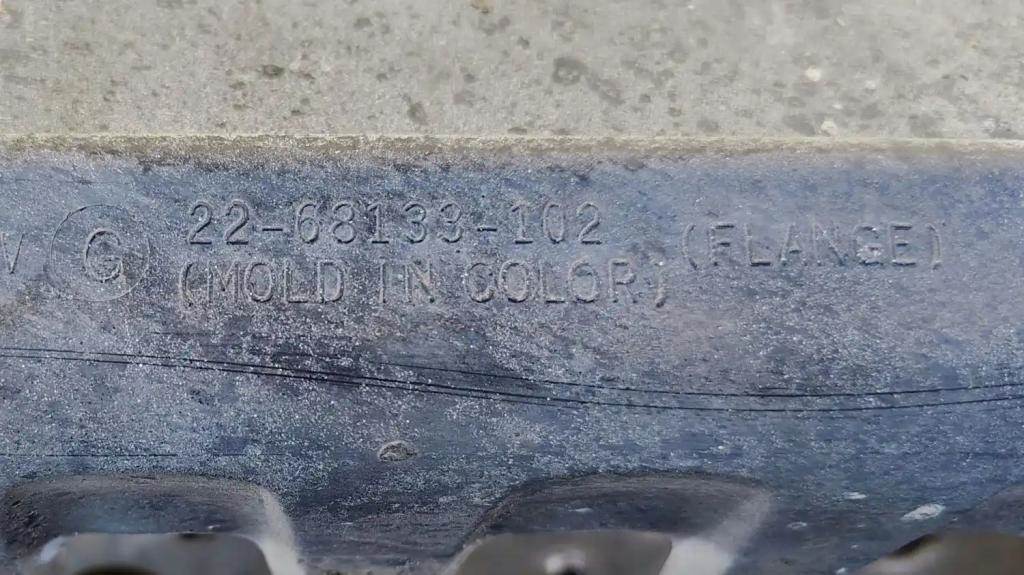 V G 22-68133-102 (FLANGE)
(MOLD IN COLOR)